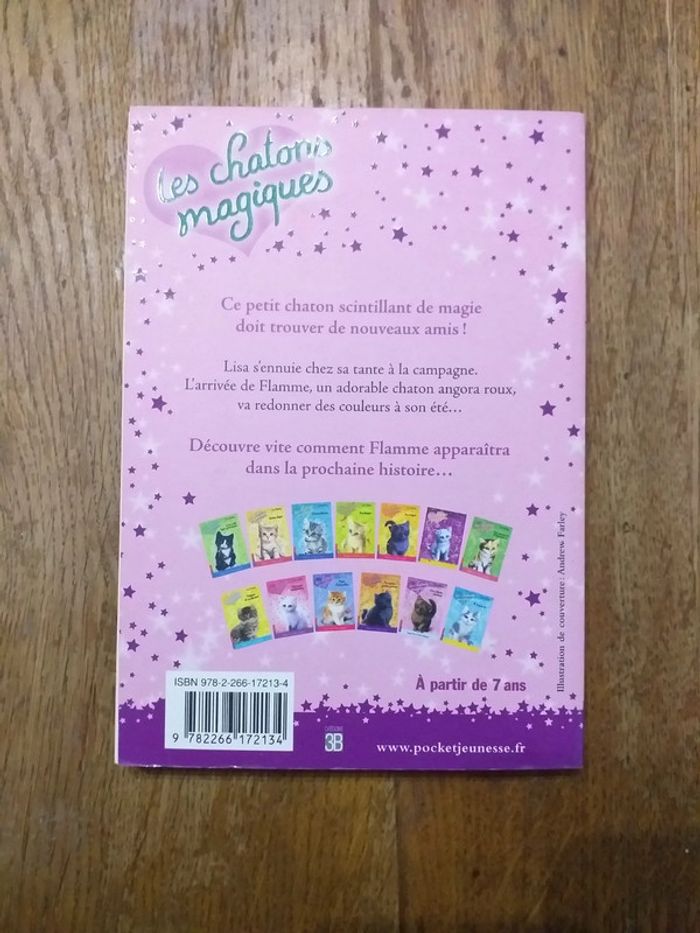 Les chatons
magiques
Ce petit chaton scintillant de magie
doit trouver de nouveaux amis !
Lisa s'ennuie chez sa tante à la campagne.
L'arrivée de Flamme, un adorable chaton angora roux,
va redonner des couleurs à son été…
Découvre vite comment Flamme apparaîtra
dans la prochaine histoire…
Illustration de couverture : Andrew Farley
ISBN 978-2-266-17213-4
À partir de 7 ans
9 782266 172134
CATÉGORIE
3B
www.pocketjeunesse.fr